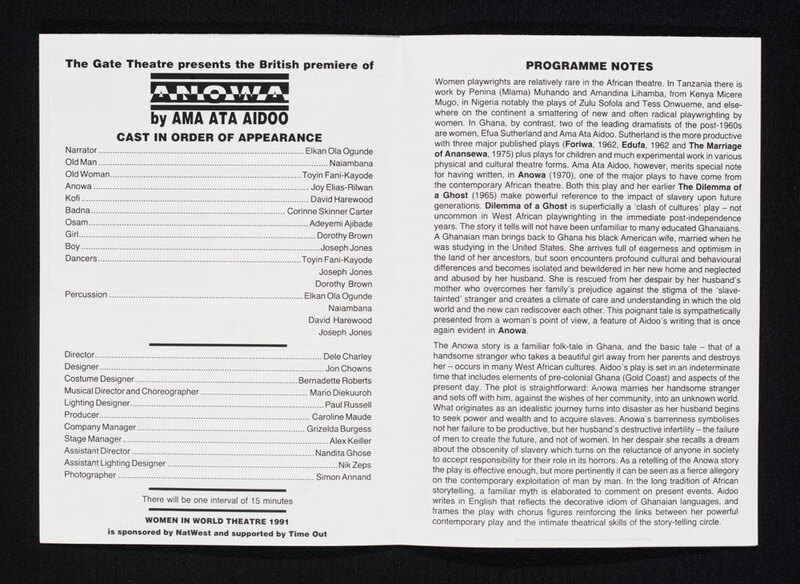 The Gate Theatre presents the British premiere of
ANOWA
by AMA ATA AIDOO
CAST IN ORDER OF APPEARANCE
Narrator ........ Elkan Ola Ogunde
Old Man ........ Naiambana
Old Woman ........ Toyin Fani-Kayode
Anowa ........ Joy Elias-Rilwan
Kofi ........ David Harewood
Badna ........ Corinne Skinner Carter
Osam ........ Adeyemi Ajibade
Girl ........ Dorothy Brown
Boy ........ Joseph Jones
Dancers ........ Toyin Fani-Kayode
Joseph Jones
Dorothy Brown
Percussion ........ Elkan Ola Ogunde
Naiambana
David Harewood
Joseph Jones
Director ........ Dele Charley
Designer ........ Jon Chowns
Costume Designer ........ Bernadette Roberts
Musical Director and Choreographer ........ Mario Diekuuroh
Lighting Designer ........ Paul Russell
Producer ........ Caroline Maude
Company Manager ........ Grizelda Burgess
Stage Manager ........ Alex Keiller
Assistant Director ........ Nandita Ghose
Assistant Lighting Designer ........ Nik Zeps
Photographer ........ Simon Annand
There will be one interval of 15 minutes
WOMEN IN WORLD THEATRE 1991
is sponsored by NatWest and supported by Time Out
PROGRAMME NOTES
Women playwrights are relatively rare in the African theatre. In Tanzania there is
work by Penina (Mlama) Muhando and Amandina Lihamba, from Kenya Micere
Mugo, in Nigeria notably the plays of Zulu Sofola and Tess Onwueme, and else-
where on the continent a smattering of new and often radical playwrighting by
women. In Ghana, by contrast, two of the leading dramatists of the post-1960s
are women, Efua Sutherland and Ama Ata Aidoo. Sutherland is the more productive
with three major published plays (Foriwa, 1962, Edufa, 1962 and The Marriage
of Anansewa, 1975) plus plays for children and much experimental work in various
physical and cultural theatre forms. Ama Ata Aidoo, however, merits special note
for having written, in Anowa (1970), one of the major plays to have come from
the contemporary African theatre. Both this play and her earlier The Dilemma of
a Ghost (1965) make powerful reference to the impact of slavery upon future
generations. Dilemma of a Ghost is superficially a 'clash of cultures' play – not
uncommon in West African playwrighting in the immediate post-independence
years. The story it tells will not have been unfamiliar to many educated Ghanaians.
A Ghanaian man brings back to Ghana his black American wife, married when he
was studying in the United States. She arrives full of eagerness and optimism in
the land of her ancestors, but soon encounters profound cultural and behavioural
differences and becomes isolated and bewildered in her new home and neglected
and abused by her husband. She is rescued from her despair by her husband's
mother who overcomes her family's prejudice against the stigma of the 'slave-
tainted' stranger and creates a climate of care and understanding in which the old
world and the new can rediscover each other. This poignant tale is sympathetically
presented from a woman's point of view, a feature of Aidoo's writing that is once
again evident in Anowa.
The Anowa story is a familiar folk-tale in Ghana, and the basic tale – that of a
handsome stranger who takes a beautiful girl away from her parents and destroys
her – occurs in many West African cultures. Aidoo's play is set in an indeterminate
time that includes elements of pre-colonial Ghana (Gold Coast) and aspects of the
present day. The plot is straightforward: Anowa marries her handsome stranger
and sets off with him, against the wishes of her community, into an unknown world.
What originates as an idealistic journey turns into disaster as her husband begins
to seek power and wealth and to acquire slaves. Anowa's barrenness symbolises
not her failure to be productive, but her husband's destructive infertility – the failure
of men to create the future, and not of women. In her despair she recalls a dream
about the obscenity of slavery which turns on the reluctance of anyone in society
to accept responsibility for their role in its horrors. As a retelling of the Anowa story
the play is effective enough, but more pertinently it can be seen as a fierce allegory
on the contemporary exploitation of man by man. In the long tradition of African
storytelling, a familiar myth is elaborated to comment on present events. Aidoo
writes in English that reflects the decorative idiom of Ghanaian languages, and
frames the play with chorus figures reinforcing the links between her powerful
contemporary play and the intimate theatrical skills of the story-telling circle.